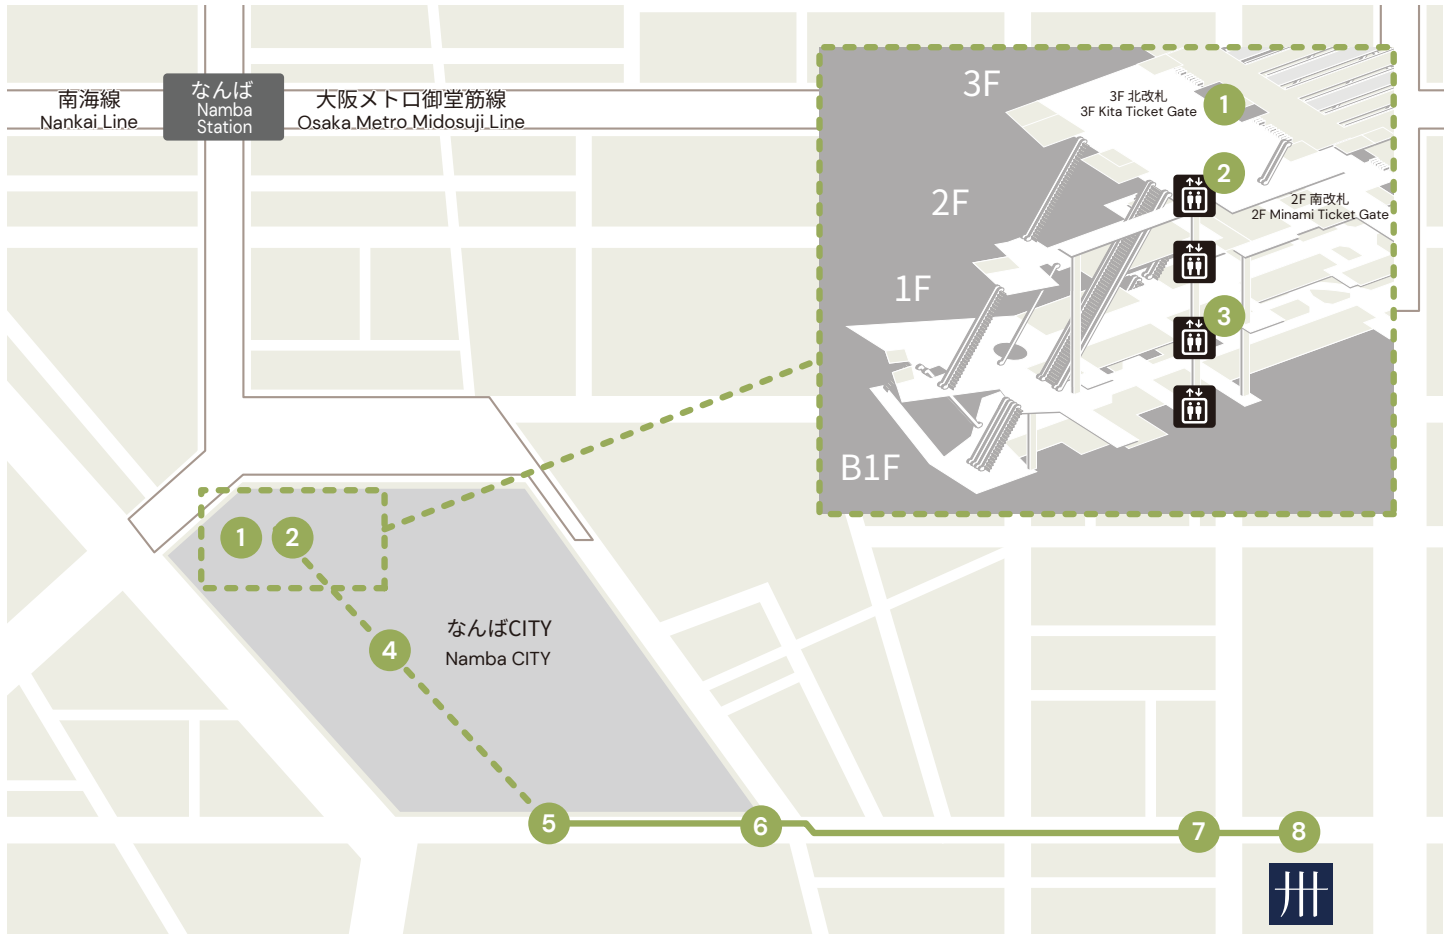 南海線
Nankai Line
なんば
Namba
Station
大阪メトロ御堂筋線
Osaka Metro Midosuji Line
3F
3F 北改札
3F Kita Ticket Gate
1
2
2F
2F 南改札
2F Minami Ticket Gate
1F
3
B1F
1
2
4
なんばCITY
Namba CITY
5
6
7
8
卅